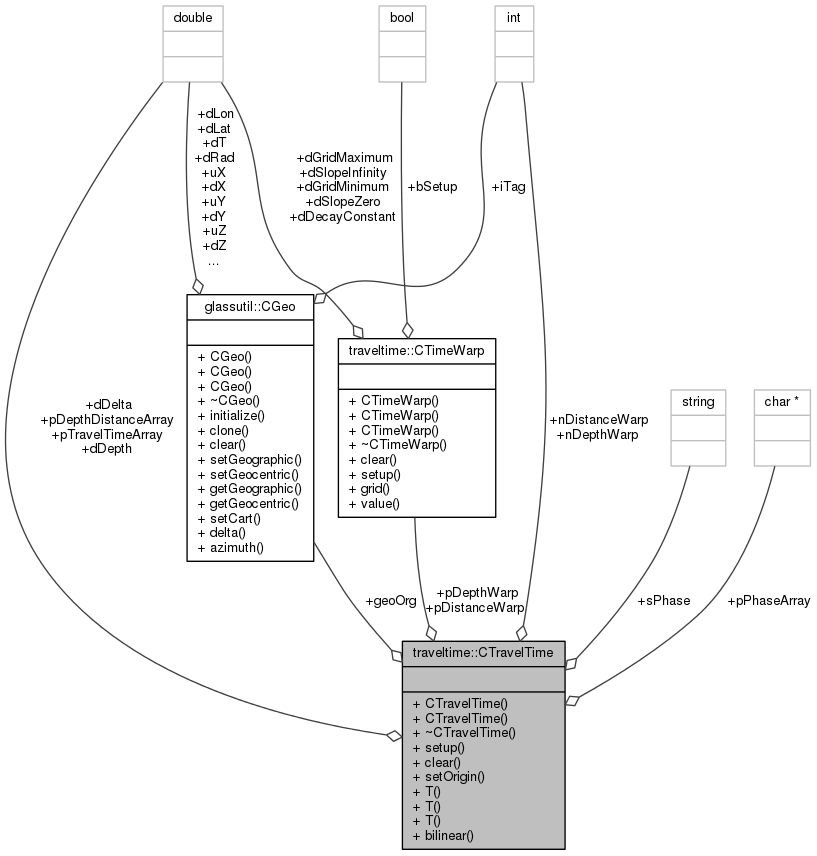 double
bool
int
+dLon
+dLat
+dT
+dRad
+uX
+dX
+uY
+dY
+uZ
+dZ
...
+dGridMaximum
+dSlopeInfinity
+dGridMinimum
+dSlopeZero
+dDecayConstant
+bSetup
+iTag
glassutil::CGeo
+ CGeo()
+ CGeo()
+ CGeo()
+ ~CGeo()
+ initialize()
+ clone()
+ clear()
+ setGeographic()
+ setGeocentric()
+ getGeographic()
+ getGeocentric()
+ setCart()
+ delta()
+ azimuth()
traveltime::CTimeWarp
+ CTimeWarp()
+ CTimeWarp()
+ CTimeWarp()
+ ~CTimeWarp()
+ clear()
+ setup()
+ grid()
+ value()
string
char *
+dDelta
+pDepthDistanceArray
+pTravelTimeArray
+dDepth
+nDistanceWarp
+nDepthWarp
+geoOrg
+pDepthWarp
+pDistanceWarp
+sPhase
+pPhaseArray
traveltime::CTravelTime
+ CTravelTime()
+ CTravelTime()
+ ~CTravelTime()
+ setup()
+ clear()
+ setOrigin()
+ T()
+ T()
+ T()
+ bilinear()